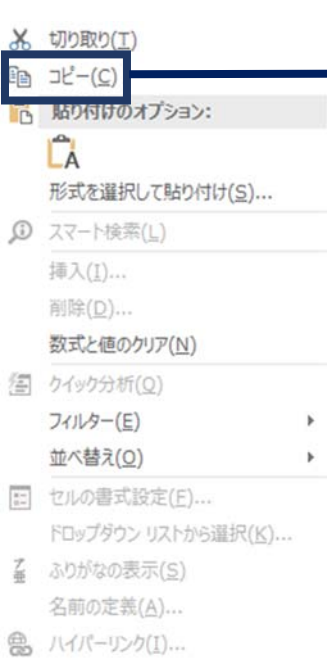 切り取り(T)
コピー(C)
貼り付けのオプション:
A
形式を選択して貼り付け(S)...
スマート検索(L)
挿入(I)...
削除(D)...
数式と値のクリア(N)
クイック分析(Q)
フィルター(E)
並べ替え(O)
セルの書式設定(F)...
ドロップダウン リストから選択(K)...
ふりがなの表示(S)
名前の定義(A)...
ハイパーリンク(I)...